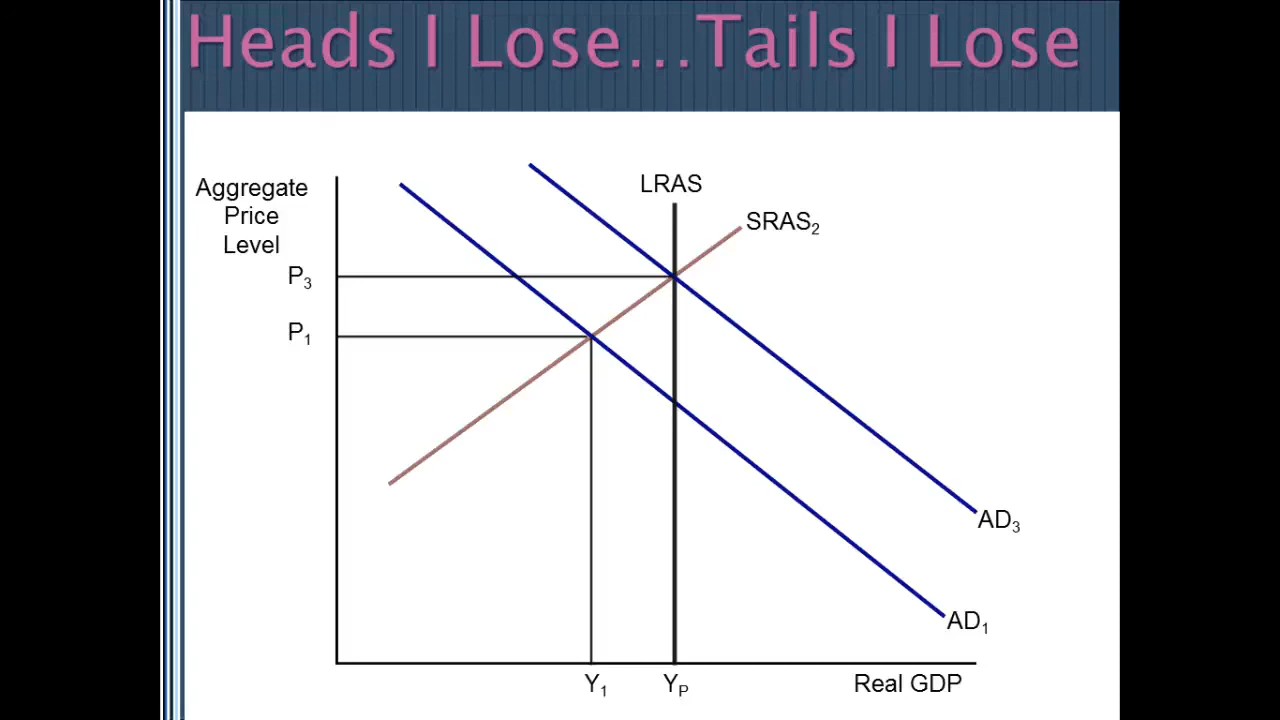 Heads I Lose...Tails I Lose
Aggregate
Price
Level
LRAS
SRAS₂
P₃
P₁
AD₃
AD₁
Y₁
Yₚ
Real GDP